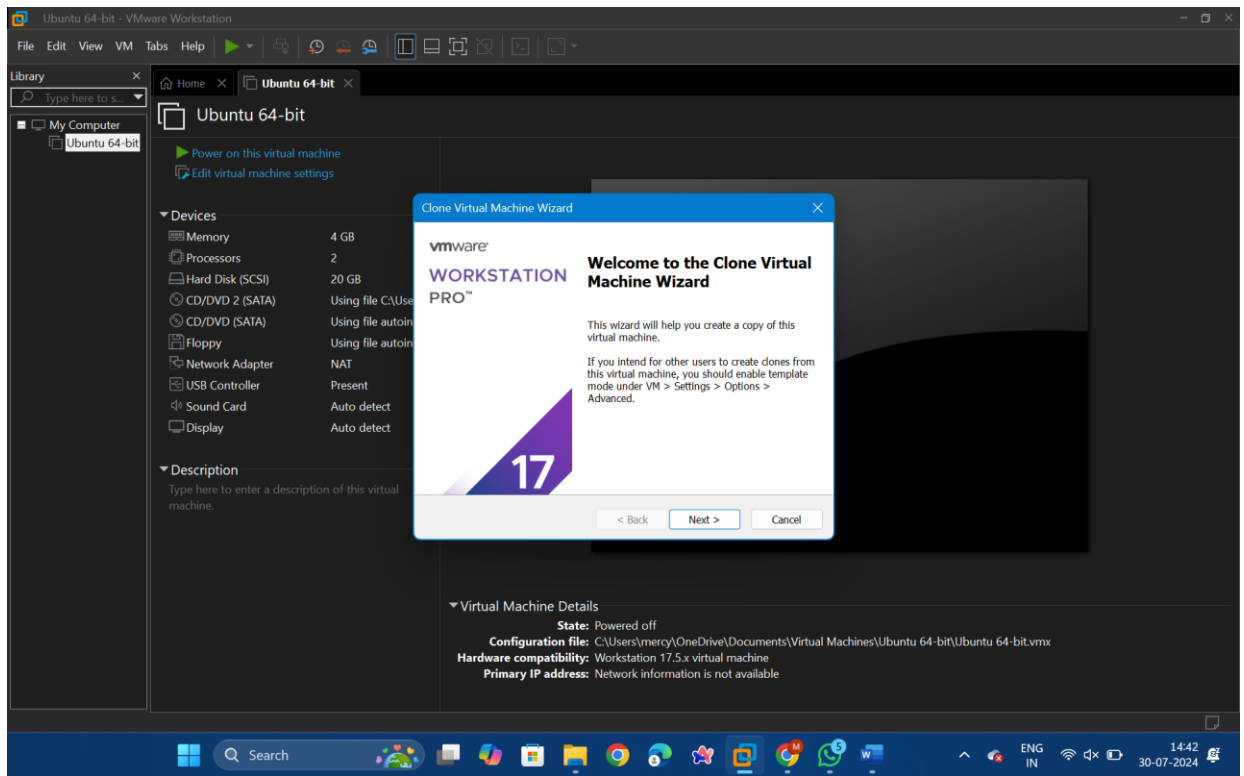 Ubuntu 64-bit - VMware Workstation
File Edit View VM Tabs Help
Library
Type here to s...
My Computer
Ubuntu 64-bit
Home
Ubuntu 64-bit
Ubuntu 64-bit
Power on this virtual machine
Edit virtual machine settings
Devices
Memory 4 GB
Processors 2
Hard Disk (SCSI) 20 GB
CD/DVD 2 (SATA) Using file C:\Use
CD/DVD (SATA) Using file autoin
Floppy Using file autoin
Network Adapter NAT
USB Controller Present
Sound Card Auto detect
Display Auto detect
Description
Type here to enter a description of this virtual
machine.
Clone Virtual Machine Wizard
vmware
WORKSTATION
PRO™
17
Welcome to the Clone Virtual
Machine Wizard
This wizard will help you create a copy of this
virtual machine.
If you intend for other users to create clones from
this virtual machine, you should enable template
mode under VM > Settings > Options >
Advanced.
< Back Next > Cancel
Virtual Machine Details
State: Powered off
Configuration file: C:\Users\mercy\OneDrive\Documents\Virtual Machines\Ubuntu 64-bit\Ubuntu 64-bit.vmx
Hardware compatibility: Workstation 17.5.x virtual machine
Primary IP address: Network information is not available
Search
M
5
W
ENG
IN
14:42
30-07-2024